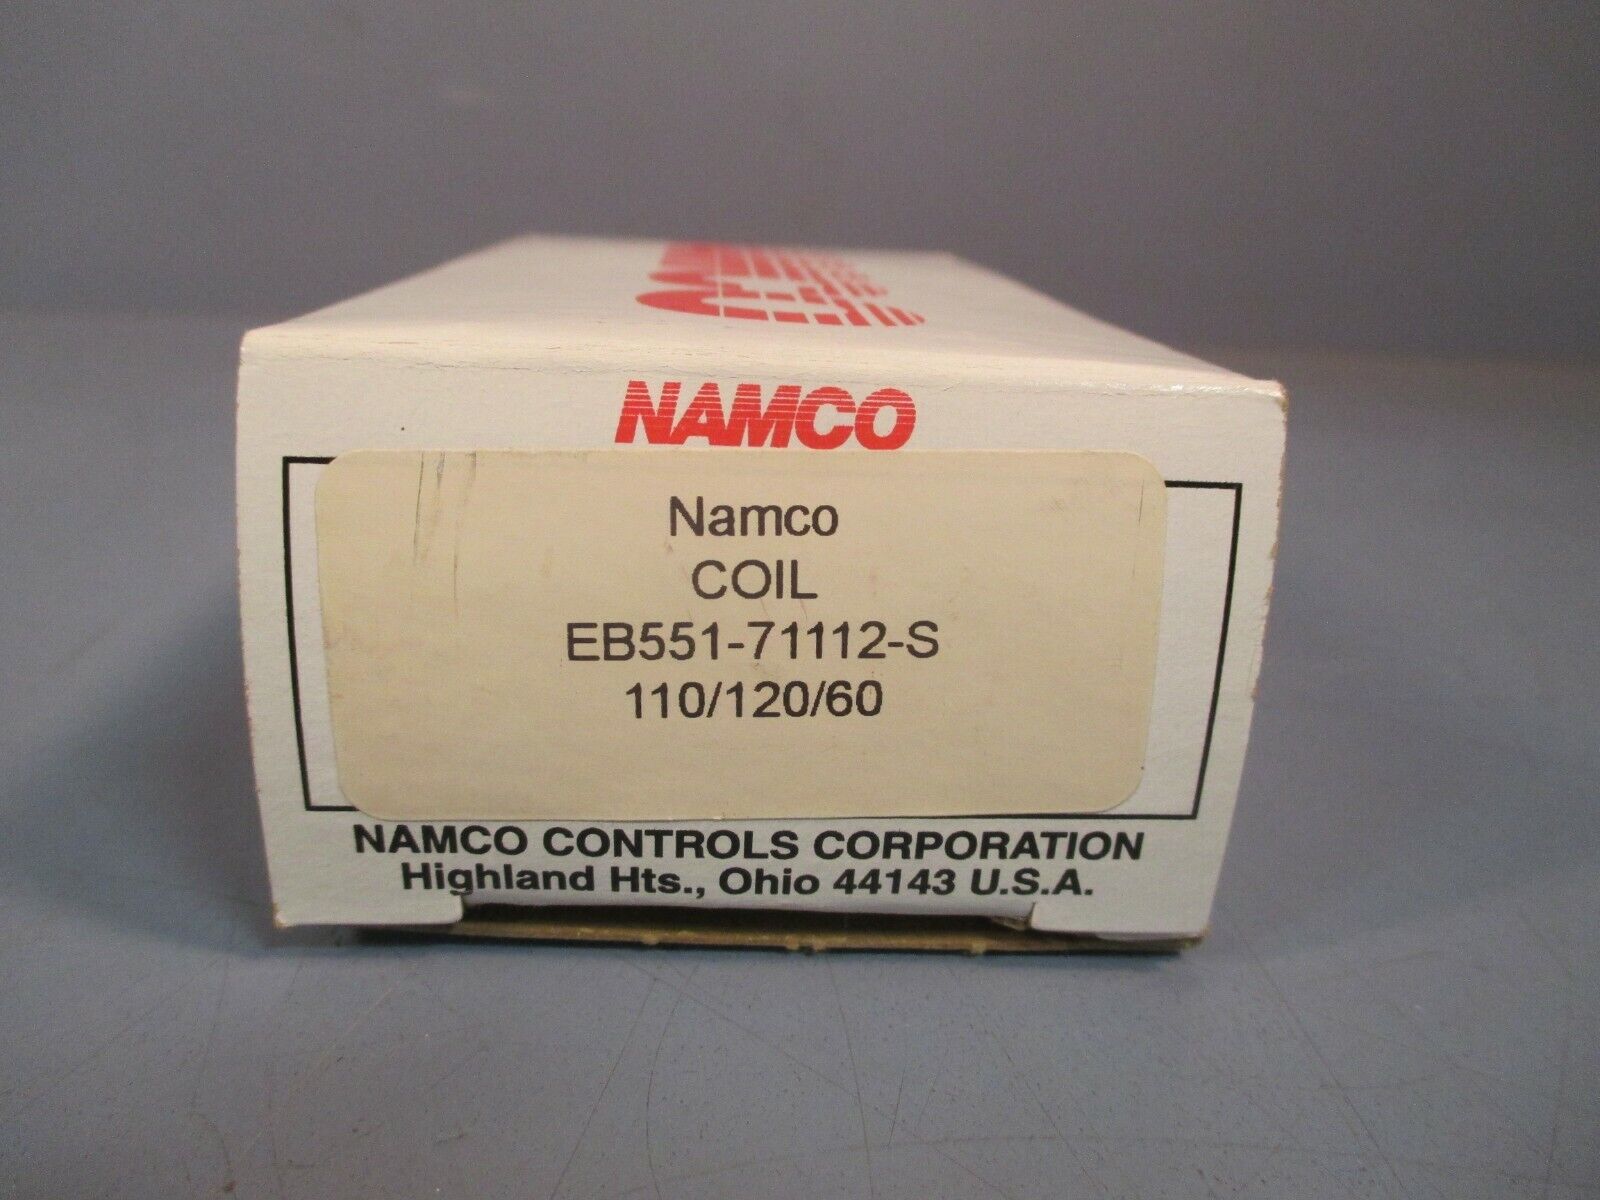 NAMCO
Namco
COIL
EB551-71112-S
110/120/60
NAMCO CONTROLS CORPORATION
Highland Hts., Ohio 44143 U.S.A.